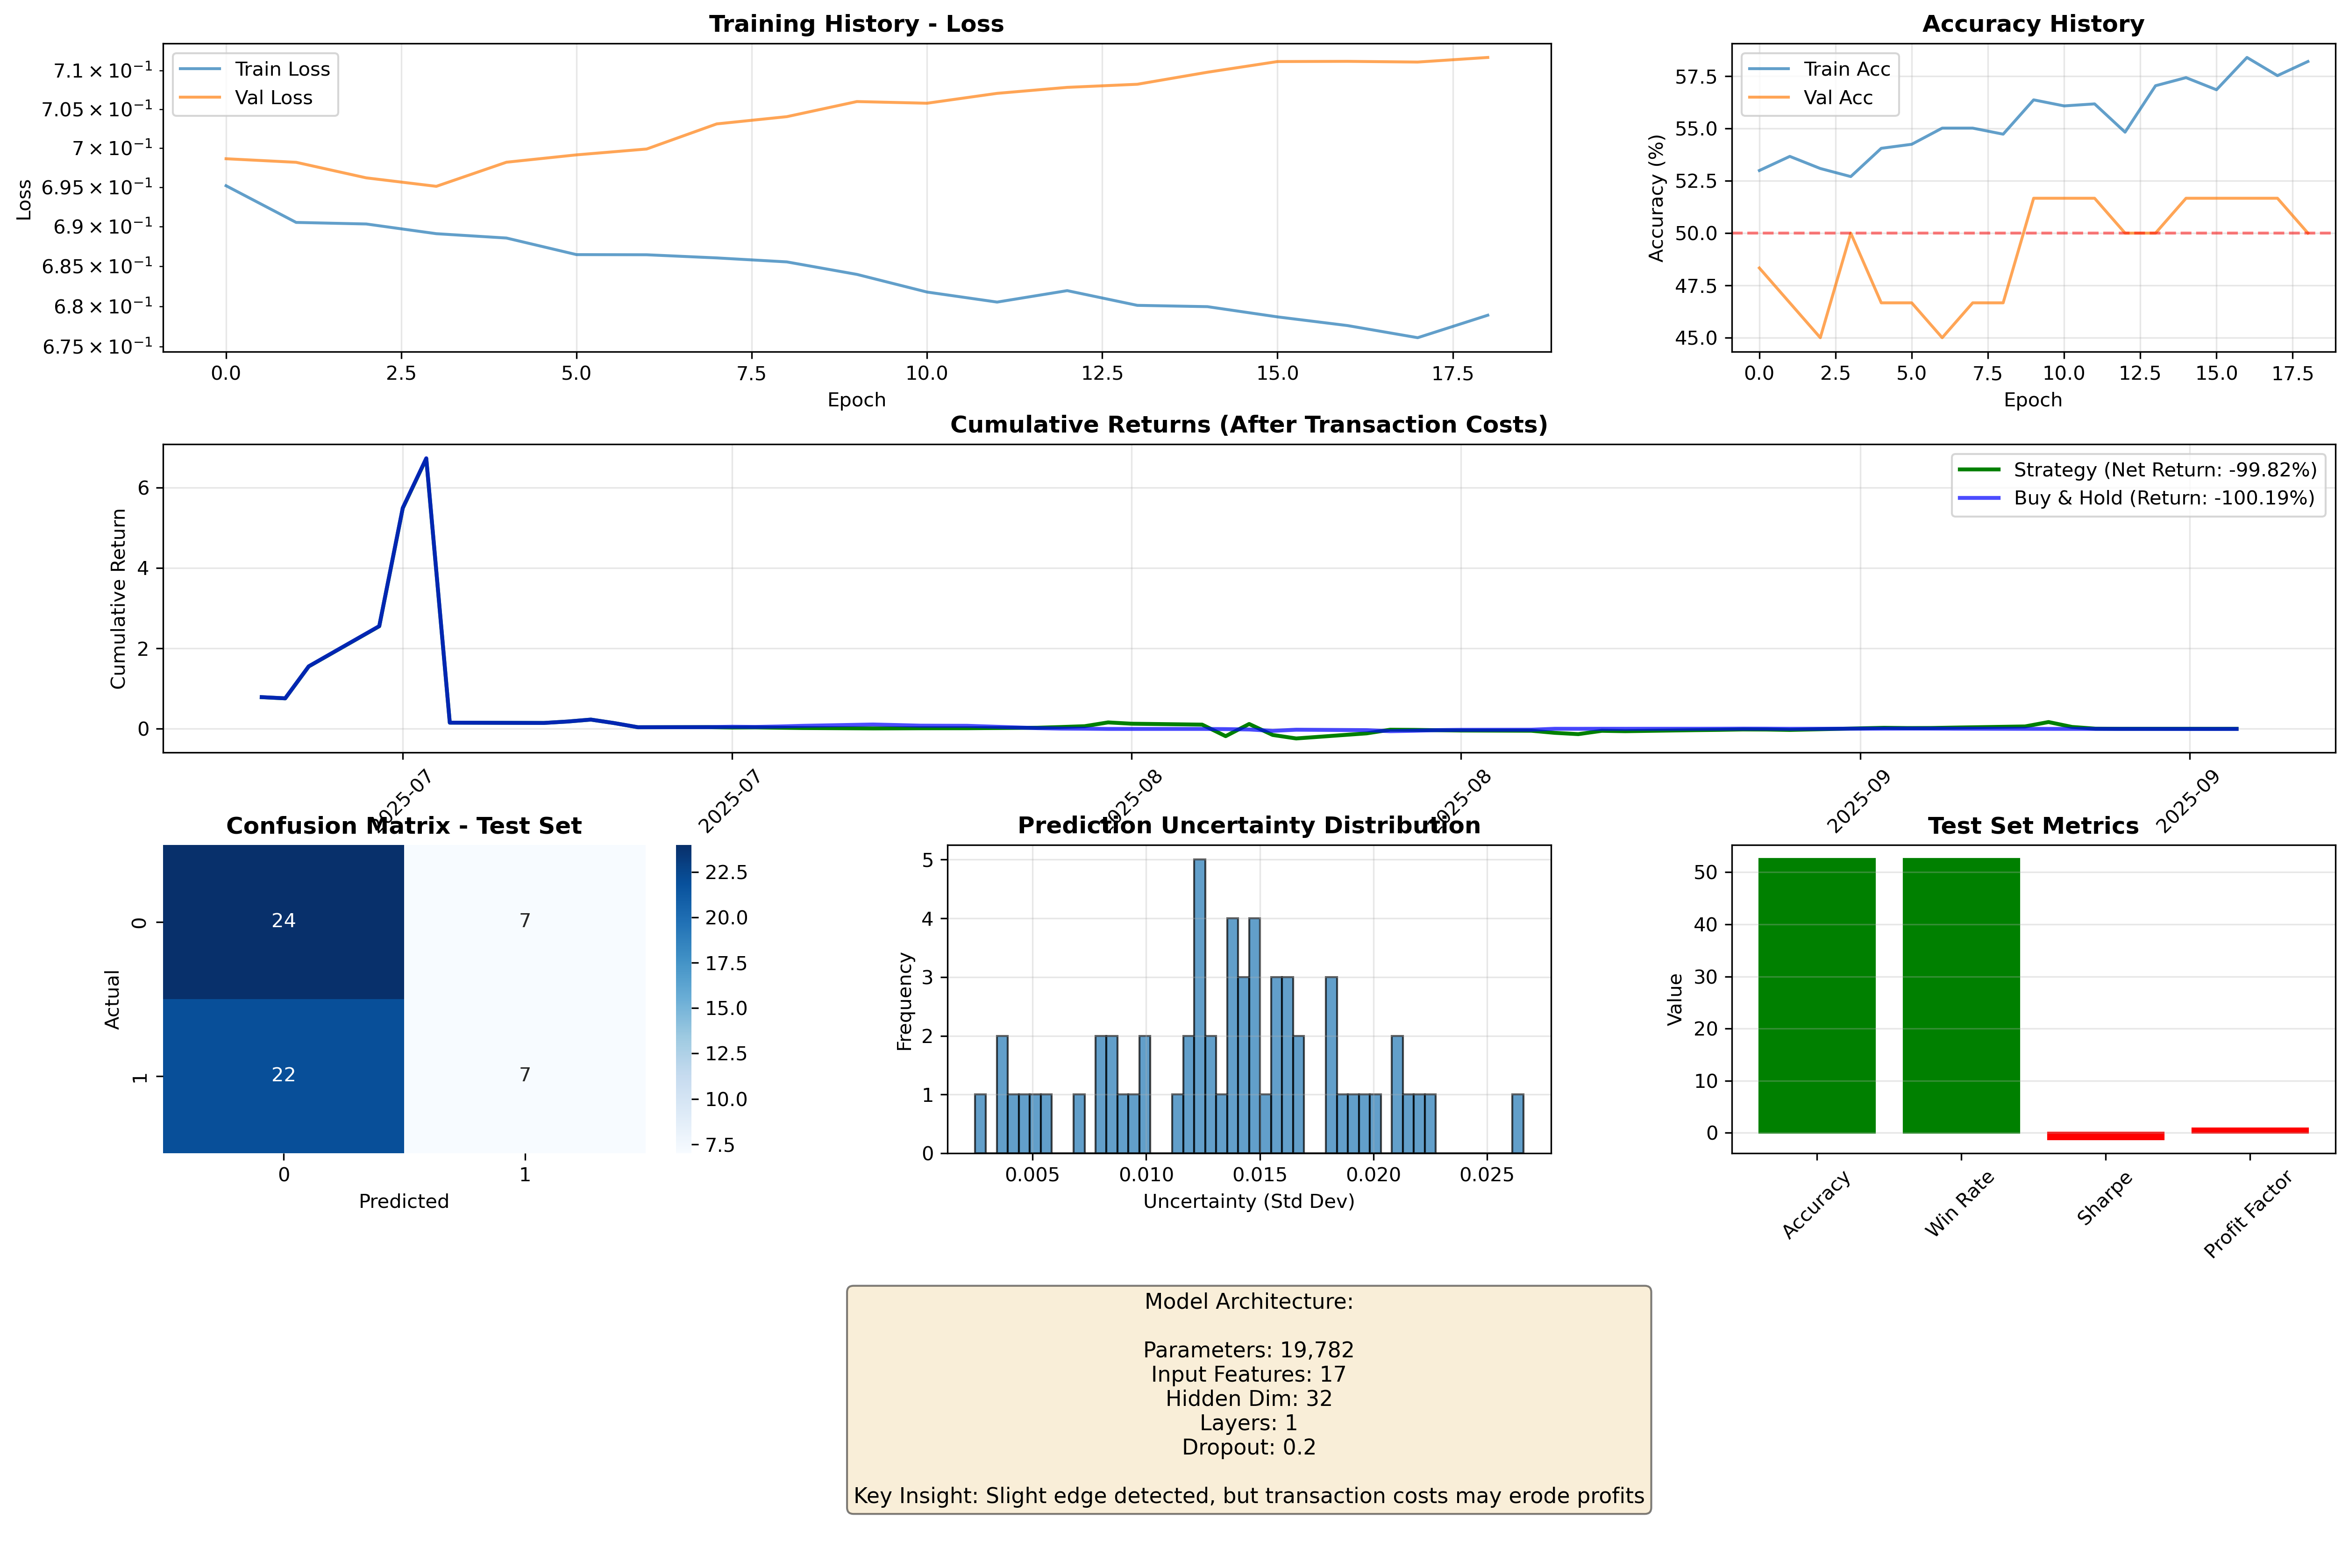 Training History - Loss
Train Loss
Val Loss
7.1 × 10⁻¹
7.05 × 10⁻¹
7 × 10⁻¹
6.95 × 10⁻¹
6.9 × 10⁻¹
6.85 × 10⁻¹
6.8 × 10⁻¹
6.75 × 10⁻¹
Loss
0.0 2.5 5.0 7.5 10.0 12.5 15.0 17.5
Epoch
Accuracy History
Train Acc
Val Acc
57.5
55.0
52.5
50.0
47.5
45.0
Accuracy (%)
0.0 2.5 5.0 7.5 10.0 12.5 15.0 17.5
Epoch
Cumulative Returns (After Transaction Costs)
Strategy (Net Return: -99.82%)
Buy & Hold (Return: -100.19%)
6
4
2
0
Cumulative Return
2025-07 2025-07 2025-08 2025-08 2025-09 2025-09
Confusion Matrix - Test Set
24 7
22 7
0
1
Actual
0 1
Predicted
22.5
20.0
17.5
15.0
12.5
10.0
7.5
Prediction Uncertainty Distribution
5
4
3
2
1
0
Frequency
0.005 0.010 0.015 0.020 0.025
Uncertainty (Std Dev)
Test Set Metrics
50
40
30
20
10
0
Value
Accuracy Win Rate Sharpe Profit Factor
Model Architecture:
Parameters: 19,782
Input Features: 17
Hidden Dim: 32
Layers: 1
Dropout: 0.2
Key Insight: Slight edge detected, but transaction costs may erode profits